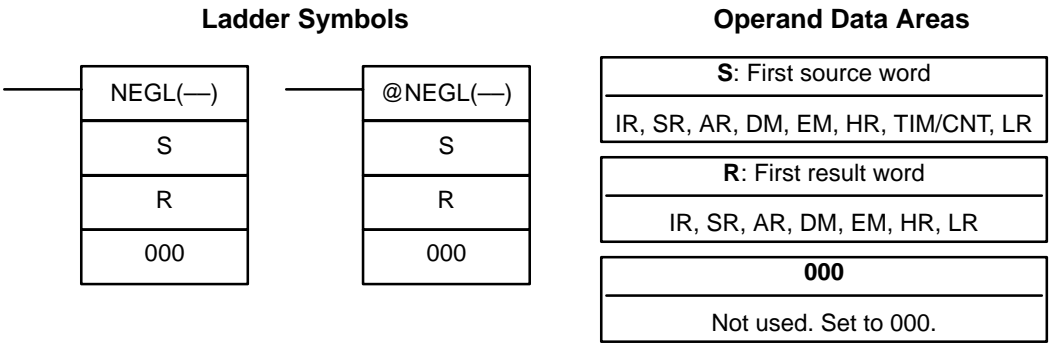 Ladder Symbols
NEGL(—)
S
R
000
@NEGL(—)
S
R
000
Operand Data Areas
S: First source word
IR, SR, AR, DM, EM, HR, TIM/CNT, LR
R: First result word
IR, SR, AR, DM, EM, HR, LR
000
Not used. Set to 000.